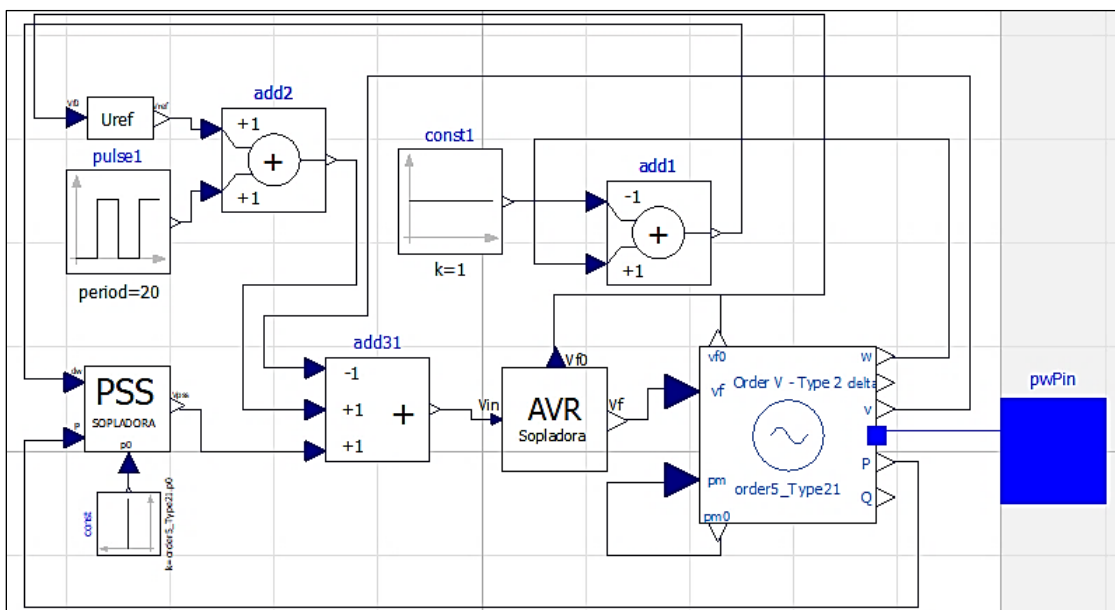 add2
vf0
Uref
Vref
+1
+
+1
pulse1
period=20
const1
k=1
add1
-1
+
+1
add31
-1
+1
+
+1
dw
PSS
SOPLADORA
Vpss
P
p0
const
k=order5_Type21.p0
Vin
AVR
Sopladora
Vf0
Vf
vf0
w
Order V - Type 2
delta
vf
v
pm
P
order5_Type21
Q
pm0
pwPin